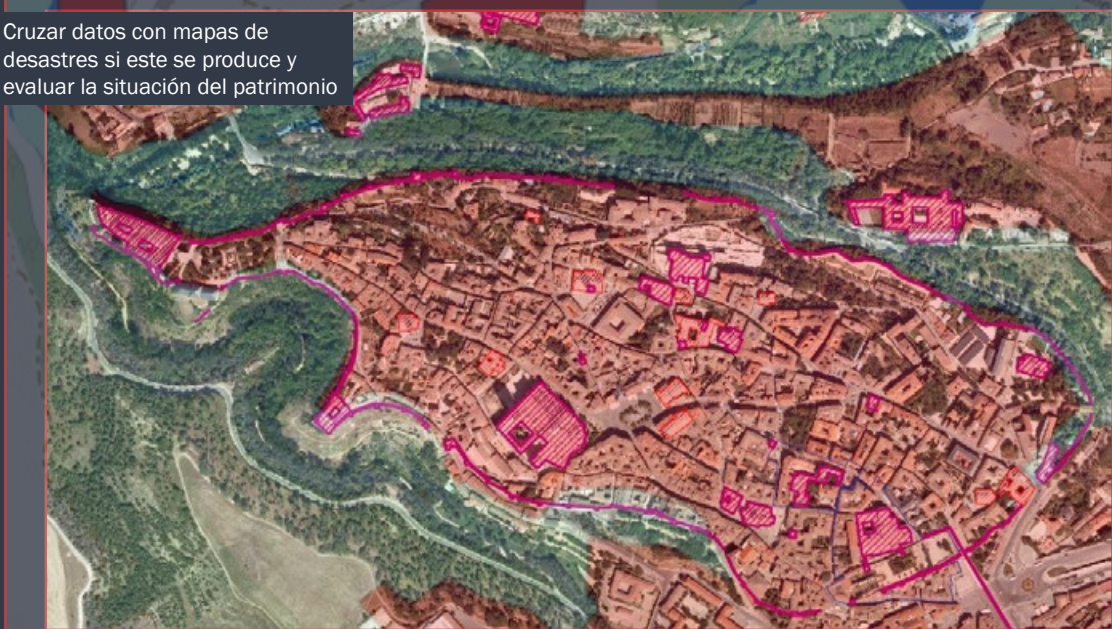 Cruzar datos con mapas de
desastres si este se produce y
evaluar la situación del patrimonio